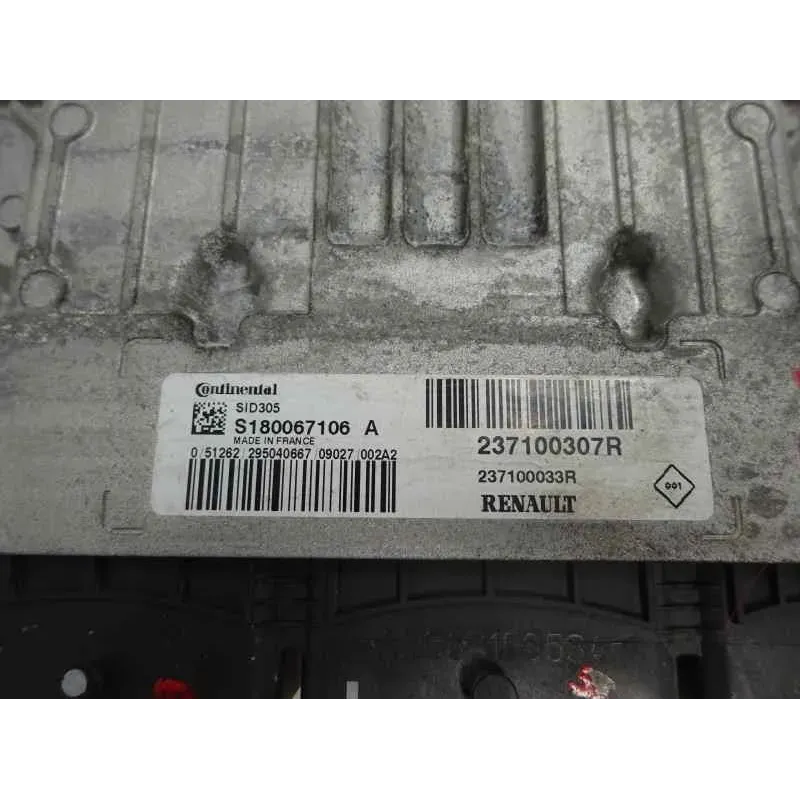 Continental
SID305
S180067106 A
MADE IN FRANCE
0 51262 295040667 09027 002A2
237100307R
237100033R
RENAULT
001